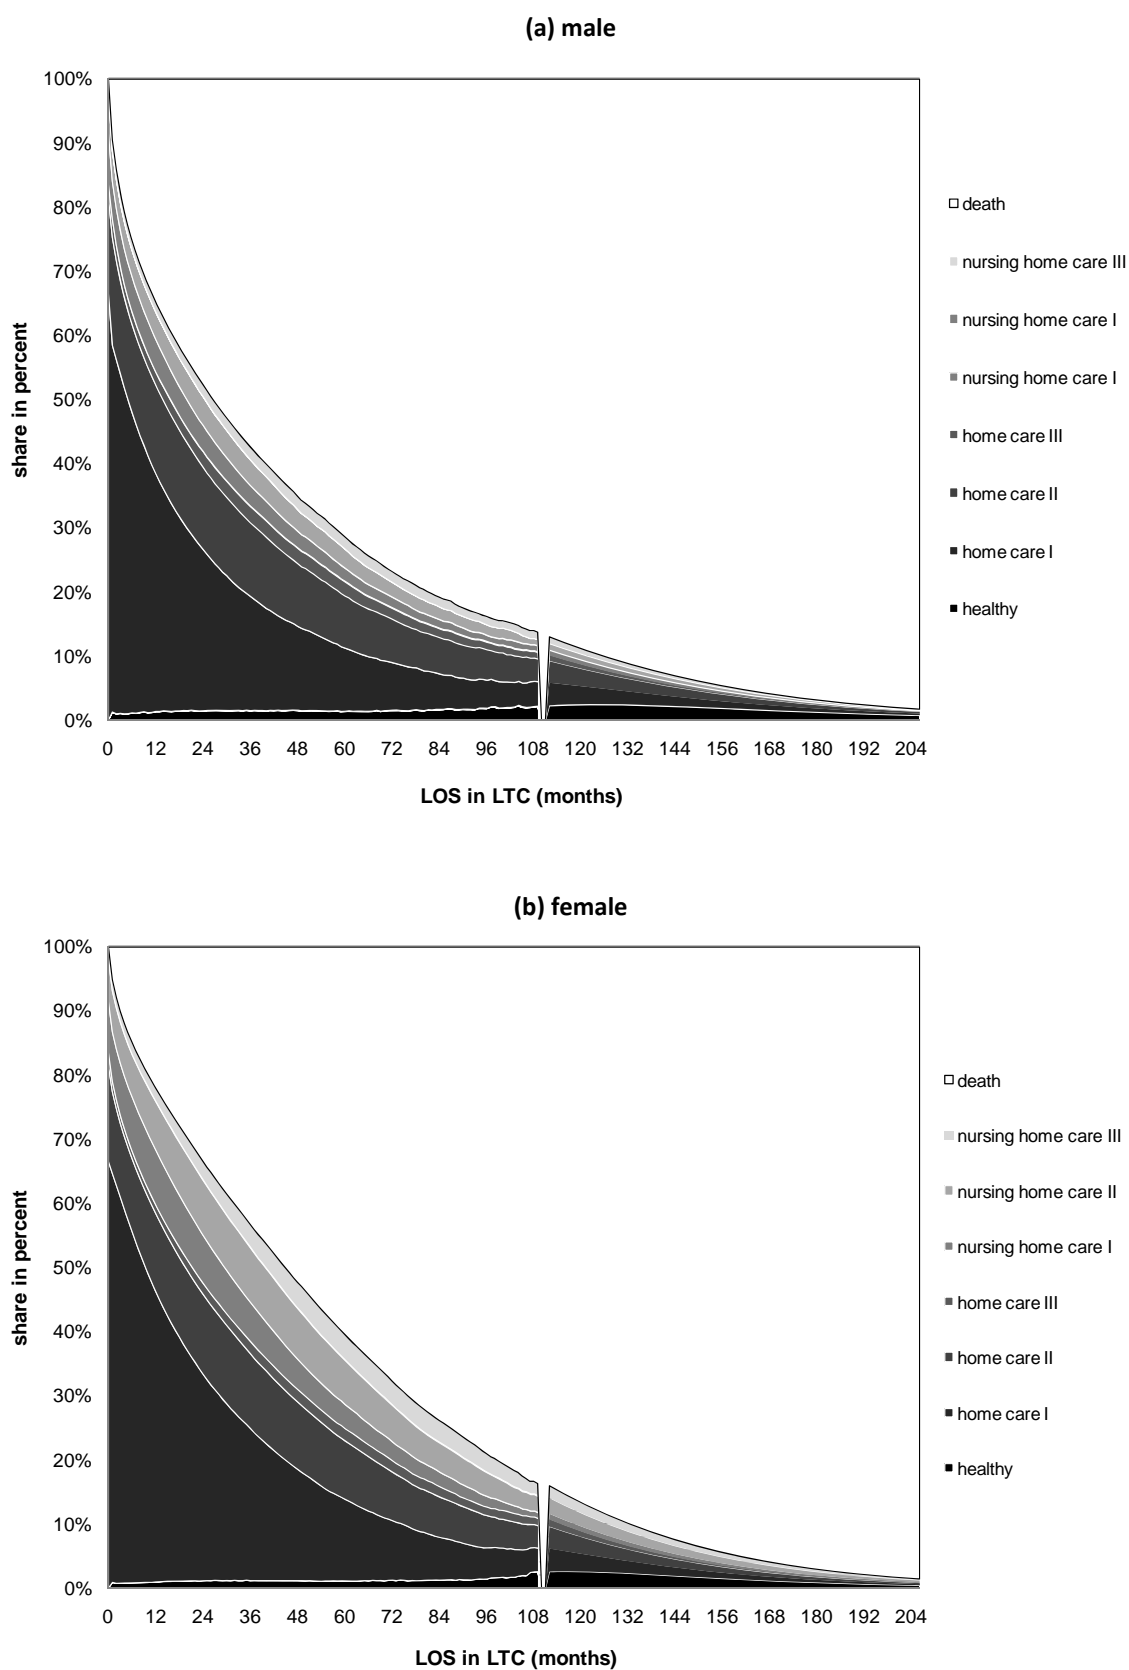 (a) male
100%
90%
80%
70%
60%
50%
40%
30%
20%
10%
0%
share in percent
0 12 24 36 48 60 72 84 96 108 120 132 144 156 168 180 192 204
LOS in LTC (months)
death
nursing home care III
nursing home care I
nursing home care I
home care III
home care II
home care I
healthy
(b) female
100%
90%
80%
70%
60%
50%
40%
30%
20%
10%
0%
share in percent
0 12 24 36 48 60 72 84 96 108 120 132 144 156 168 180 192 204
LOS in LTC (months)
death
nursing home care III
nursing home care II
nursing home care I
home care III
home care II
home care I
healthy